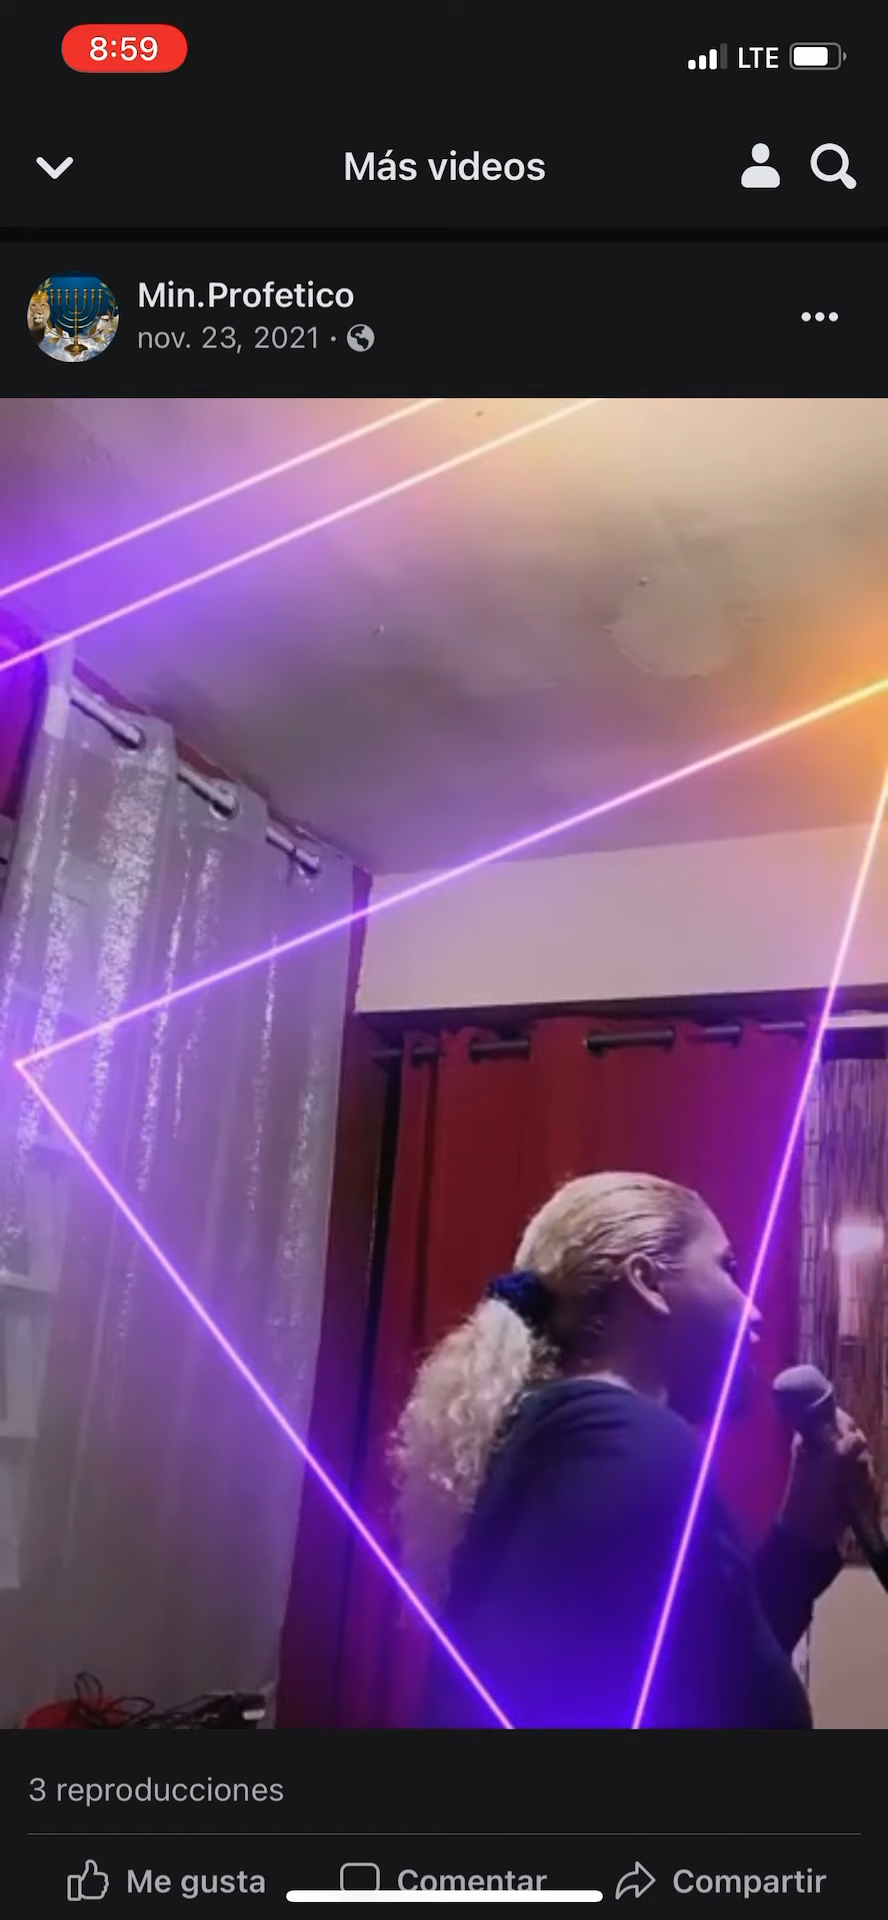 8:59
LTE
Más videos
Min.Profetico
nov. 23, 2021 ·
3 reproducciones
Me gusta
Comentar
Compartir